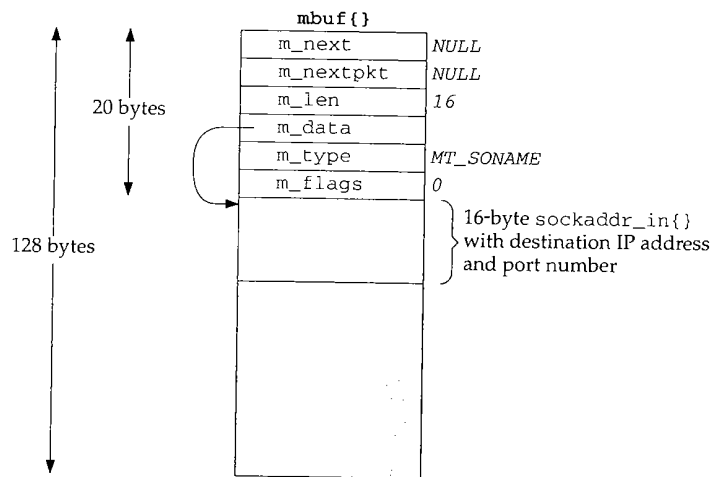 mbuf{}
m_next NULL
m_nextpkt NULL
m_len 16
20 bytes
m_data
m_type MT_SONAME
m_flags 0
16-byte sockaddr_in{}
with destination IP address
and port number
128 bytes